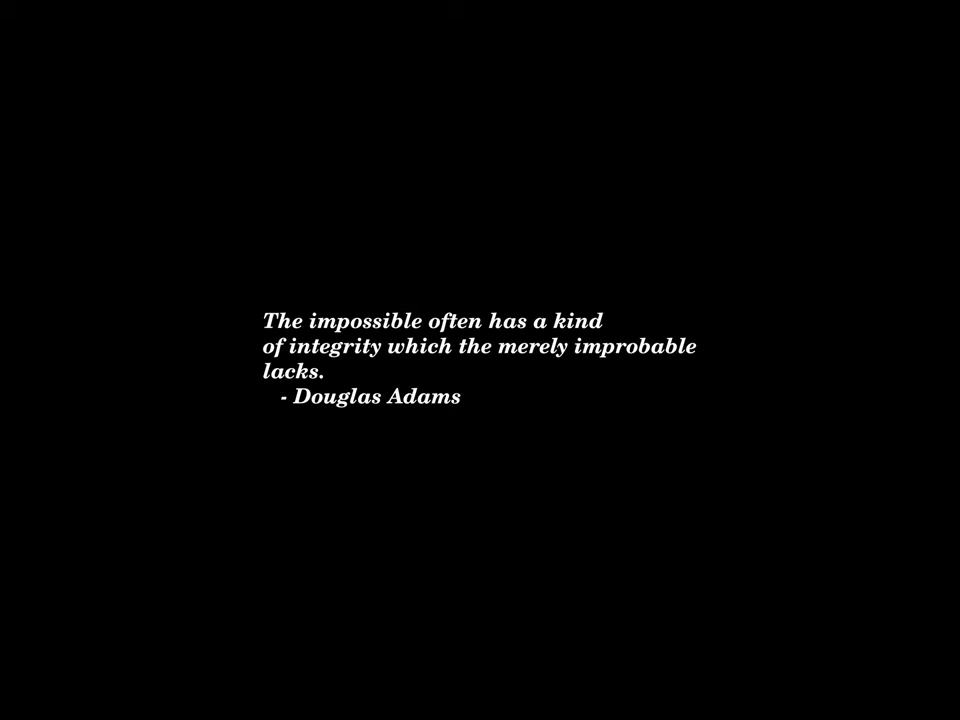 The impossible often has a kind
of integrity which the merely improbable
lacks.
- Douglas Adams